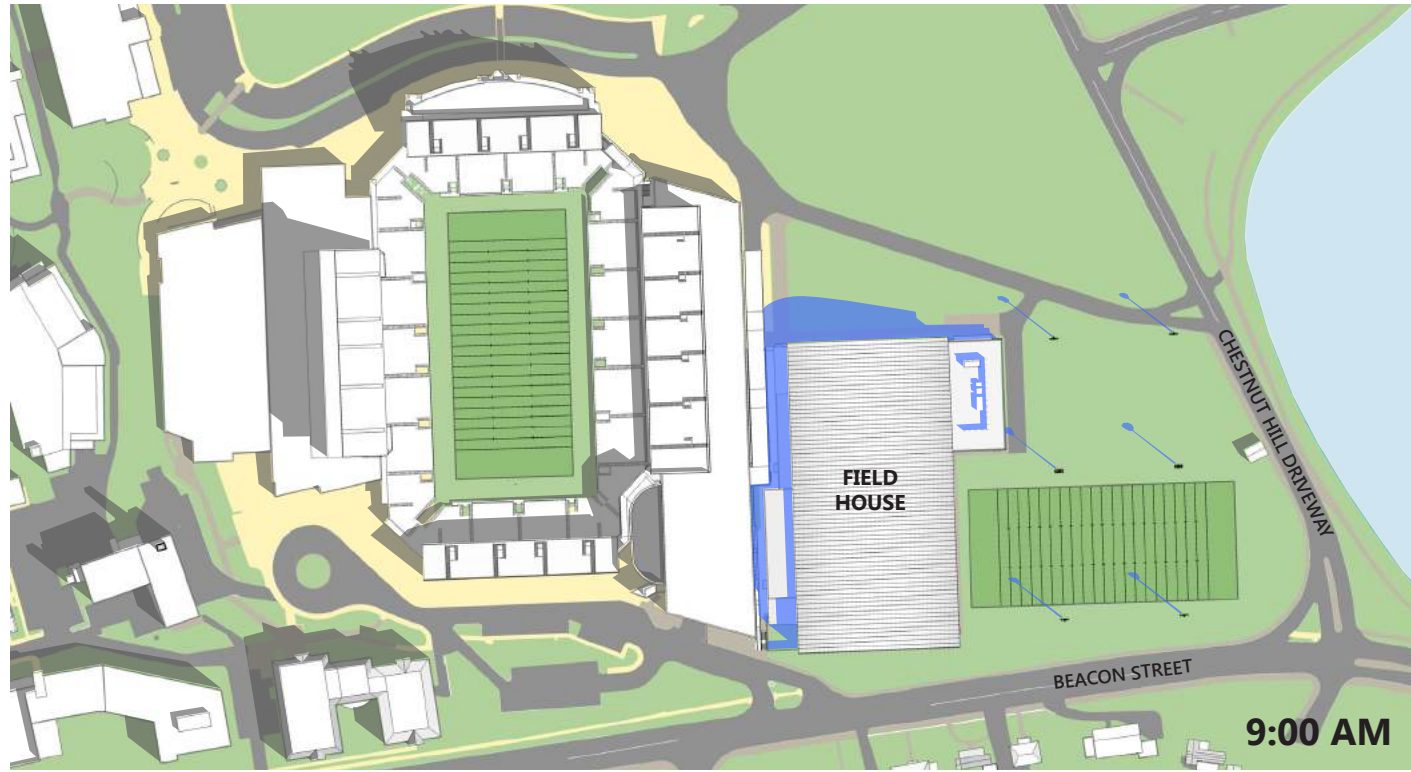 FIELD
HOUSE
CHESTNUT HILL DRIVEWAY
BEACON STREET
9:00 AM